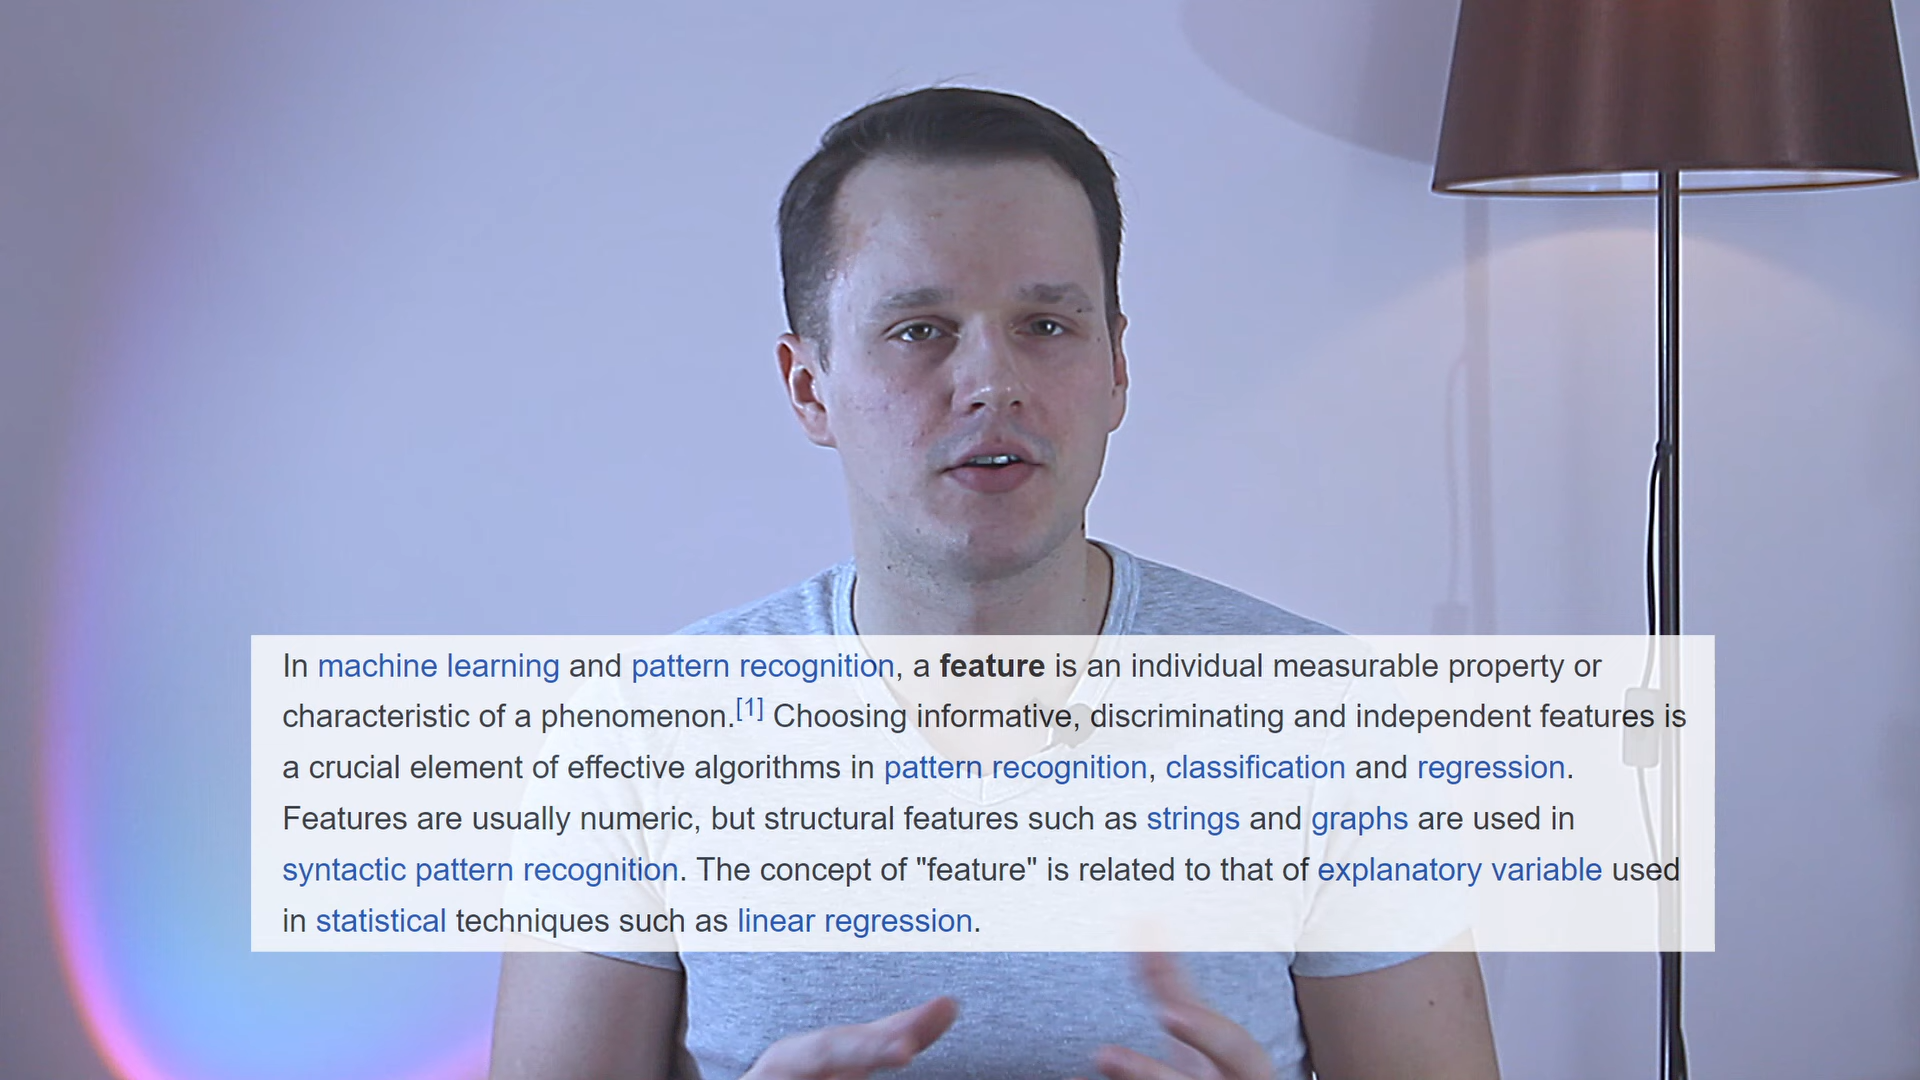 In machine learning and pattern recognition, a feature is an individual measurable property or
characteristic of a phenomenon.[1] Choosing informative, discriminating and independent features is
a crucial element of effective algorithms in pattern recognition, classification and regression.
Features are usually numeric, but structural features such as strings and graphs are used in
syntactic pattern recognition. The concept of "feature" is related to that of explanatory variable used
in statistical techniques such as linear regression.